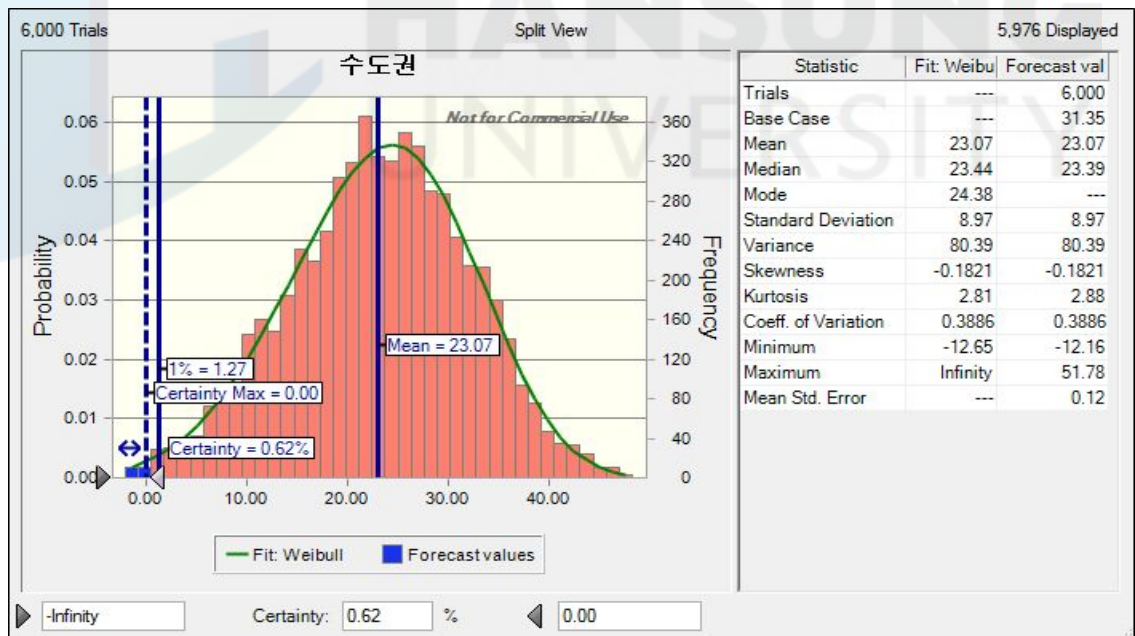 6,000 Trials
Split View
5,976 Displayed
수도권
Not for Commercial Use
Probability
0.06
0.05
0.04
0.03
0.02
0.01
0.00
360
320
280
240
200
160
120
80
40
0
Frequency
Mean = 23.07
1% = 1.27
Certainty Max = 0.00
Certainty = 0.62%
0.00 10.00 20.00 30.00 40.00
Fit: Weibull Forecast values
Statistic Fit: Weibu Forecast val
Trials --- 6,000
Base Case --- 31.35
Mean 23.07 23.07
Median 23.44 23.39
Mode 24.38 ---
Standard Deviation 8.97 8.97
Variance 80.39 80.39
Skewness -0.1821 -0.1821
Kurtosis 2.81 2.88
Coeff. of Variation 0.3886 0.3886
Minimum -12.65 -12.16
Maximum Infinity 51.78
Mean Std. Error --- 0.12
-Infinity Certainty: 0.62 % 0.00
HANSUNG
UNIVERSITY